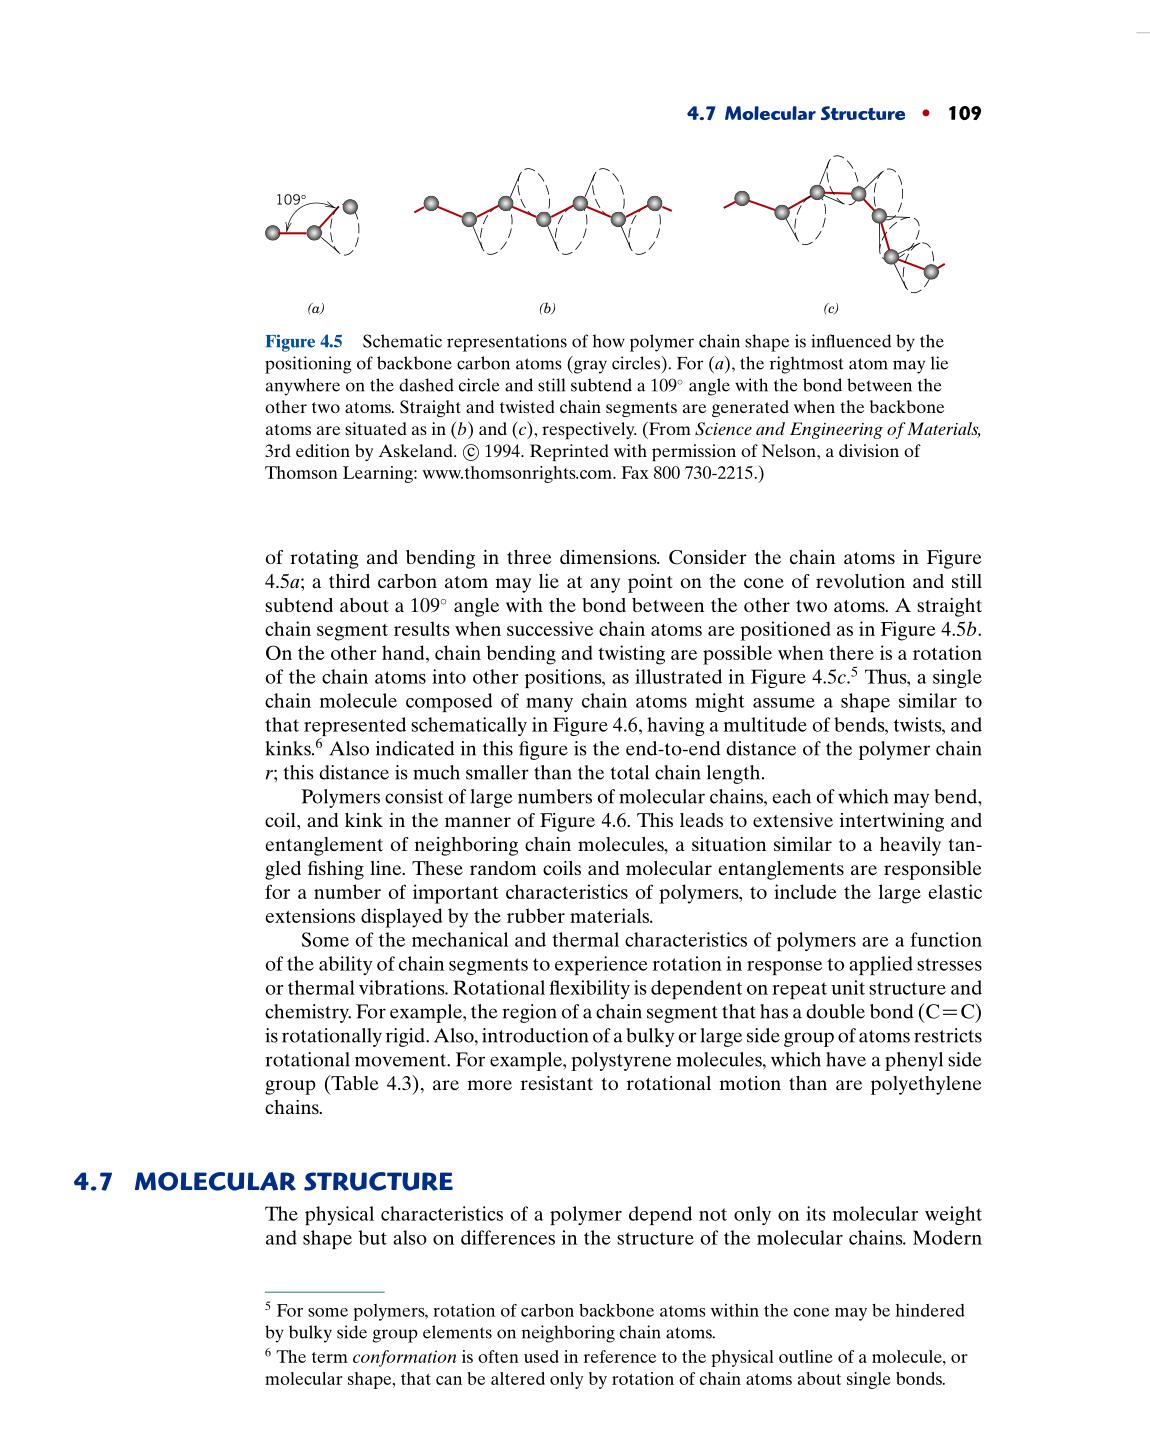 4.7 Molecular Structure • 109
109°
(a)
(b)
(c)
Figure 4.5 Schematic representations of how polymer chain shape is influenced by the
positioning of backbone carbon atoms (gray circles). For (a), the rightmost atom may lie
anywhere on the dashed circle and still subtend a 109° angle with the bond between the
other two atoms. Straight and twisted chain segments are generated when the backbone
atoms are situated as in (b) and (c), respectively. (From Science and Engineering of Materials,
3rd edition by Askeland. © 1994. Reprinted with permission of Nelson, a division of
Thomson Learning: www.thomsonrights.com. Fax 800 730-2215.)
of rotating and bending in three dimensions. Consider the chain atoms in Figure
4.5a; a third carbon atom may lie at any point on the cone of revolution and still
subtend about a 109° angle with the bond between the other two atoms. A straight
chain segment results when successive chain atoms are positioned as in Figure 4.5b.
On the other hand, chain bending and twisting are possible when there is a rotation
of the chain atoms into other positions, as illustrated in Figure 4.5c.⁵ Thus, a single
chain molecule composed of many chain atoms might assume a shape similar to
that represented schematically in Figure 4.6, having a multitude of bends, twists, and
kinks.⁶ Also indicated in this figure is the end-to-end distance of the polymer chain
r; this distance is much smaller than the total chain length.
Polymers consist of large numbers of molecular chains, each of which may bend,
coil, and kink in the manner of Figure 4.6. This leads to extensive intertwining and
entanglement of neighboring chain molecules, a situation similar to a heavily tan-
gled fishing line. These random coils and molecular entanglements are responsible
for a number of important characteristics of polymers, to include the large elastic
extensions displayed by the rubber materials.
Some of the mechanical and thermal characteristics of polymers are a function
of the ability of chain segments to experience rotation in response to applied stresses
or thermal vibrations. Rotational flexibility is dependent on repeat unit structure and
chemistry. For example, the region of a chain segment that has a double bond (C=C)
is rotationally rigid. Also, introduction of a bulky or large side group of atoms restricts
rotational movement. For example, polystyrene molecules, which have a phenyl side
group (Table 4.3), are more resistant to rotational motion than are polyethylene
chains.
4.7 MOLECULAR STRUCTURE
The physical characteristics of a polymer depend not only on its molecular weight
and shape but also on differences in the structure of the molecular chains. Modern
⁵ For some polymers, rotation of carbon backbone atoms within the cone may be hindered
by bulky side group elements on neighboring chain atoms.
⁶ The term conformation is often used in reference to the physical outline of a molecule, or
molecular shape, that can be altered only by rotation of chain atoms about single bonds.